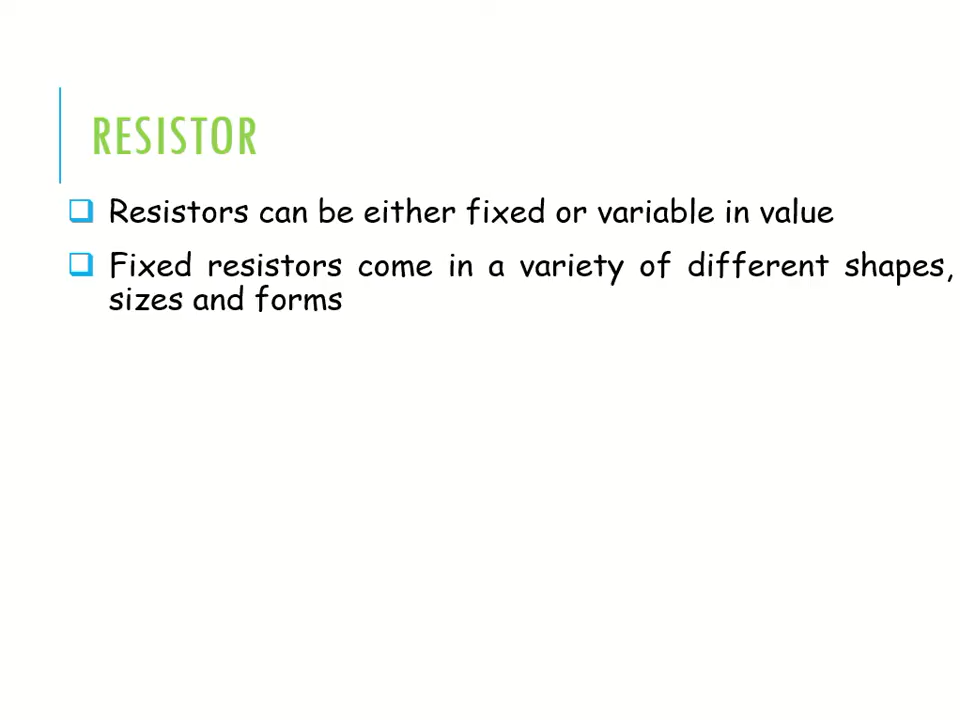 RESISTOR
Resistors can be either fixed or variable in value
Fixed resistors come in a variety of different shapes,
sizes and forms